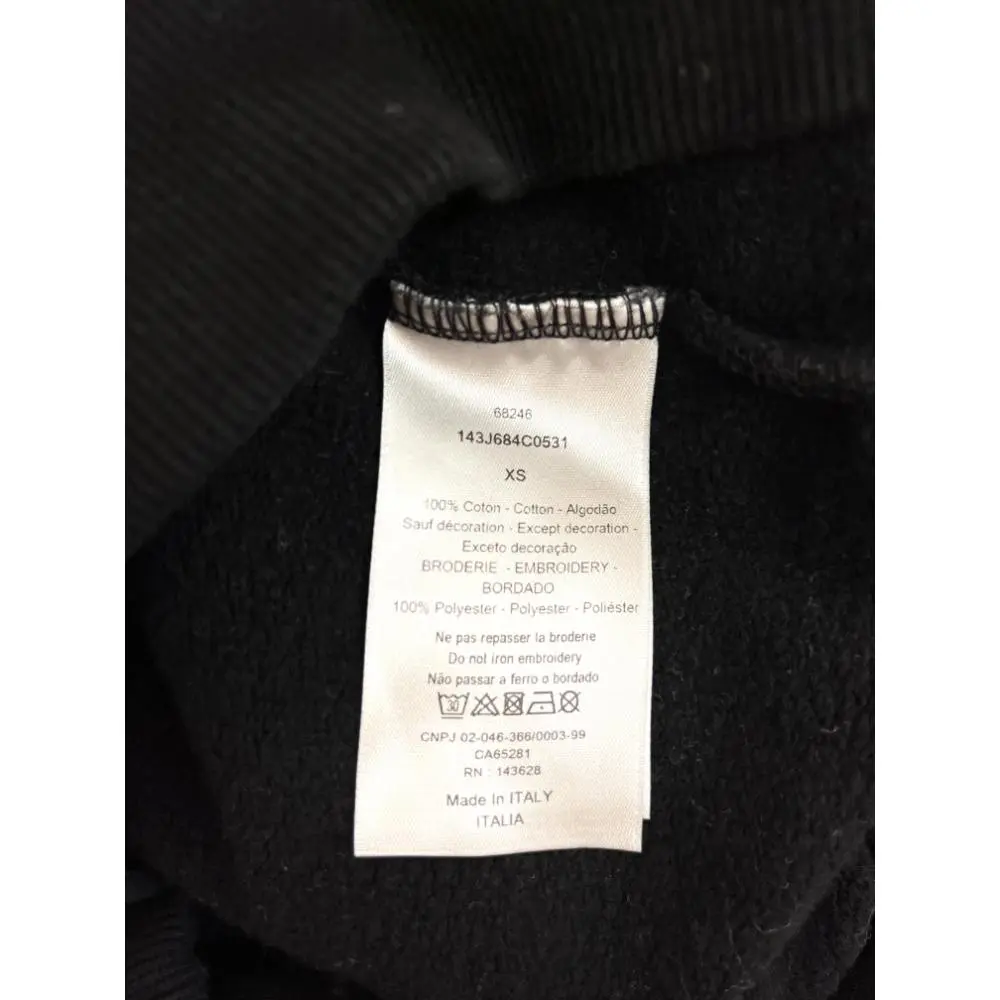 68246
143J684C0531
XS
100% Coton - Cotton - Algodão
Sauf décoration - Except decoration -
Exceto decoração
BRODERIE - EMBROIDERY -
BORDADO
100% Polyester - Polyester - Poliéster
Ne pas repasser la broderie
Do not iron embroidery
Não passar a ferro o bordado
30
CNPJ 02-046-366/0003-99
CA65281
RN : 143628
Made In ITALY
ITALIA